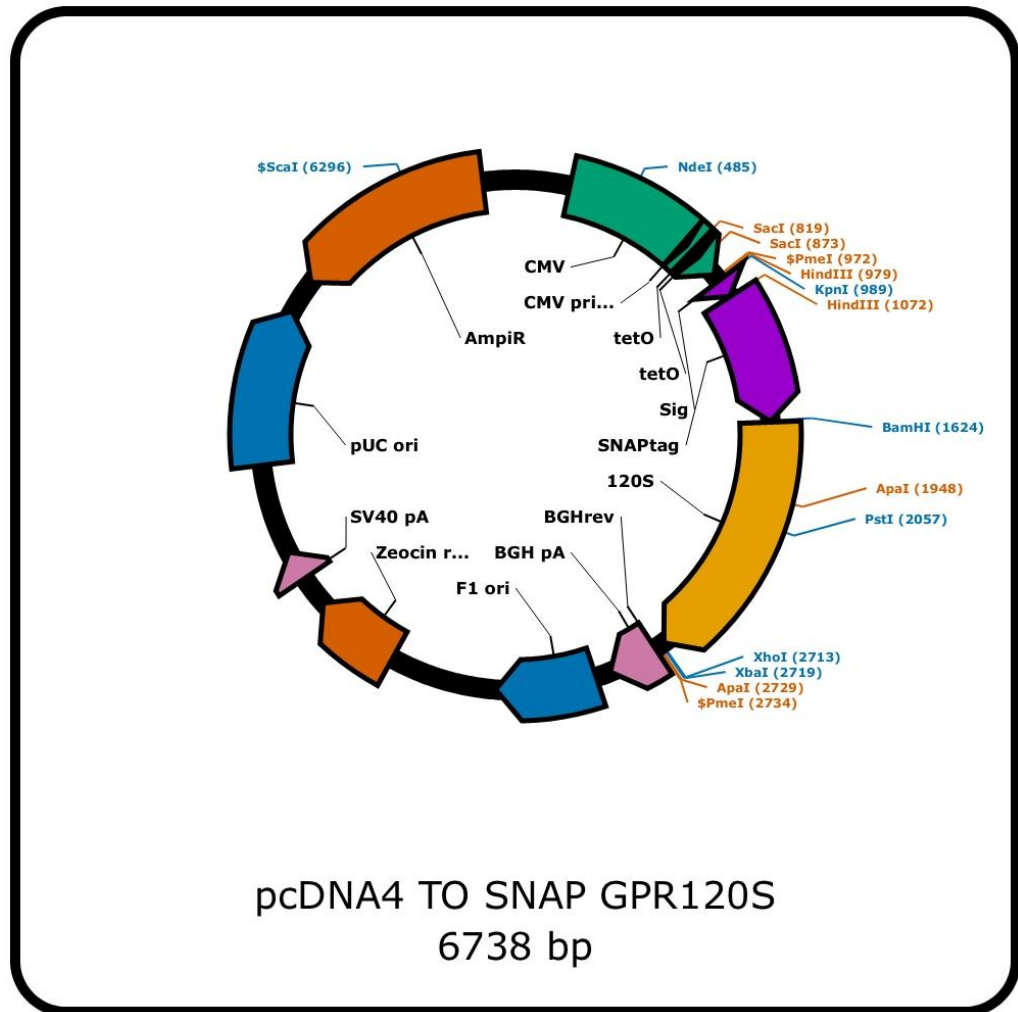 $ScaI (6296)
NdeI (485)
SacI (819)
SacI (873)
$PmeI (972)
HindIII (979)
KpnI (989)
HindIII (1072)
CMV
CMV pri...
AmpiR
tetO
tetO
Sig
SNAPtag
BamHI (1624)
pUC ori
120S
ApaI (1948)
SV40 pA
BGHrev
PstI (2057)
Zeocin r...
BGH pA
F1 ori
XhoI (2713)
XbaI (2719)
ApaI (2729)
$PmeI (2734)
pcDNA4 TO SNAP GPR120S
6738 bp